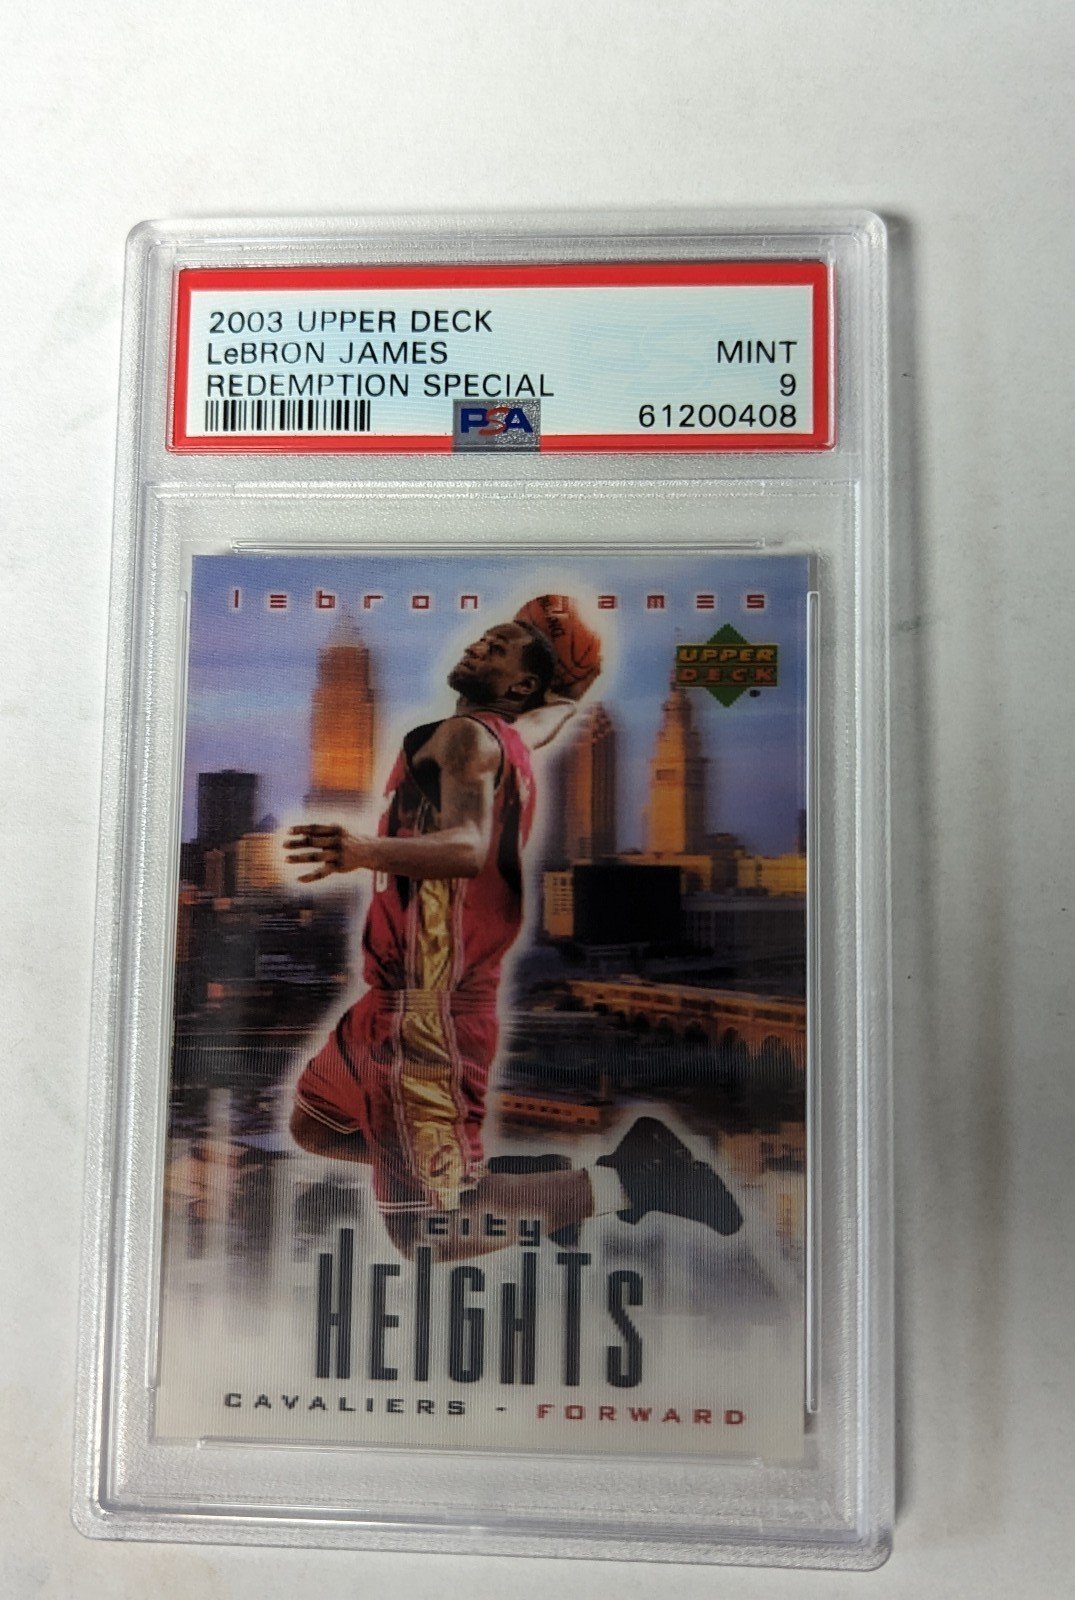 2003 UPPER DECK
LeBRON JAMES MINT
REDEMPTION SPECIAL 9
PSA 61200408
lebron james
UPPER
DECK
city
HEIGHTS
CAVALIERS - FORWARD